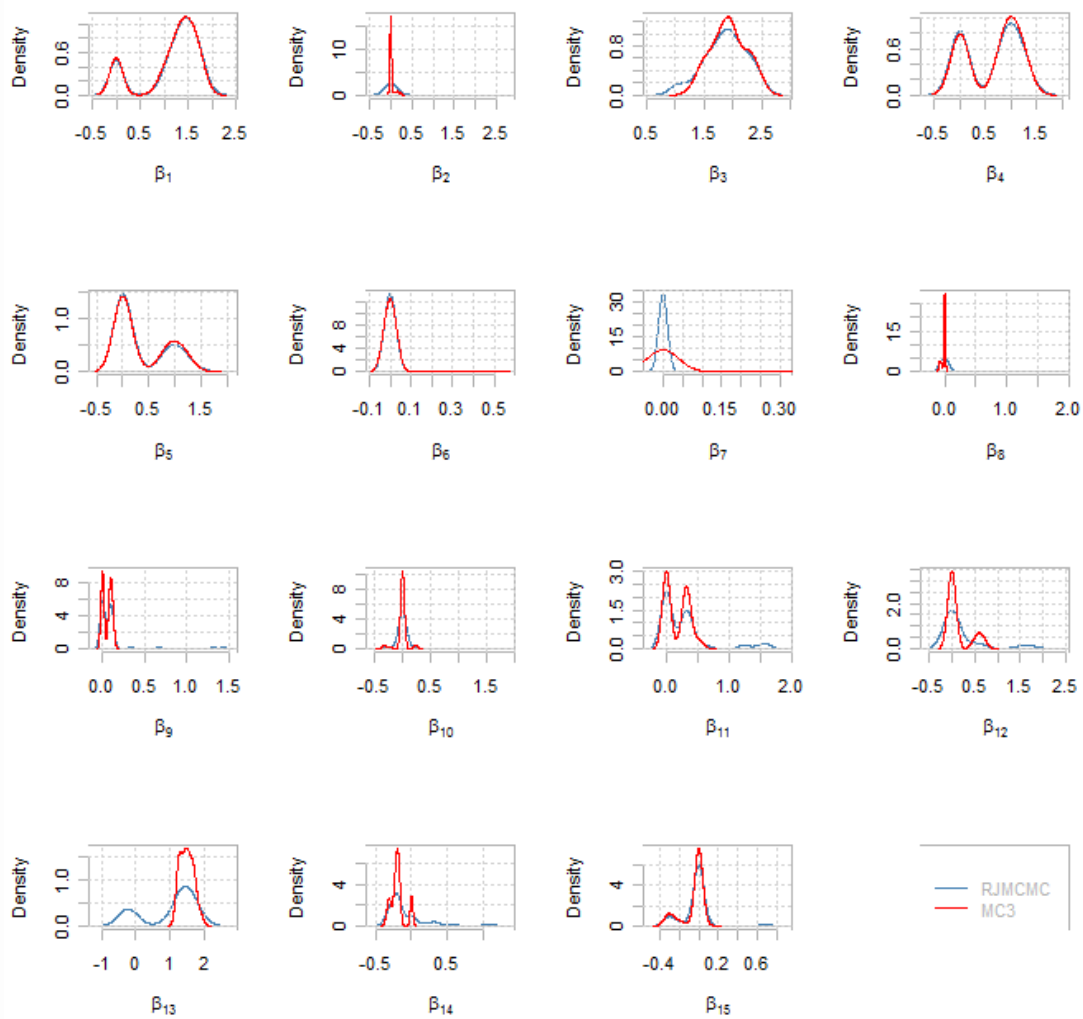 Density
0.0 0.6
-0.5 0.5 1.5 2.5
β1
Density
0 10
-0.5 0.5 1.5 2.5
β2
Density
0.0 0.8
0.5 1.5 2.5
β3
Density
0.0 0.6
-0.5 0.5 1.5
β4
Density
0.0 1.0
-0.5 0.5 1.5
β5
Density
0 4 8
-0.1 0.1 0.3 0.5
β6
Density
0 15 30
0.00 0.15 0.30
β7
Density
0 15
0.0 1.0 2.0
β8
Density
0 4 8
0.0 0.5 1.0 1.5
β9
Density
0 4 8
-0.5 0.5 1.5
β10
Density
0.0 1.5 3.0
0.0 1.0 2.0
β11
Density
0.0 2.0
-0.5 0.5 1.5 2.5
β12
Density
0.0 1.0
-1 0 1 2
β13
Density
0 4
-0.5 0.5
β14
Density
0 4
-0.4 0.2 0.6
β15
RJMCMC
MC3